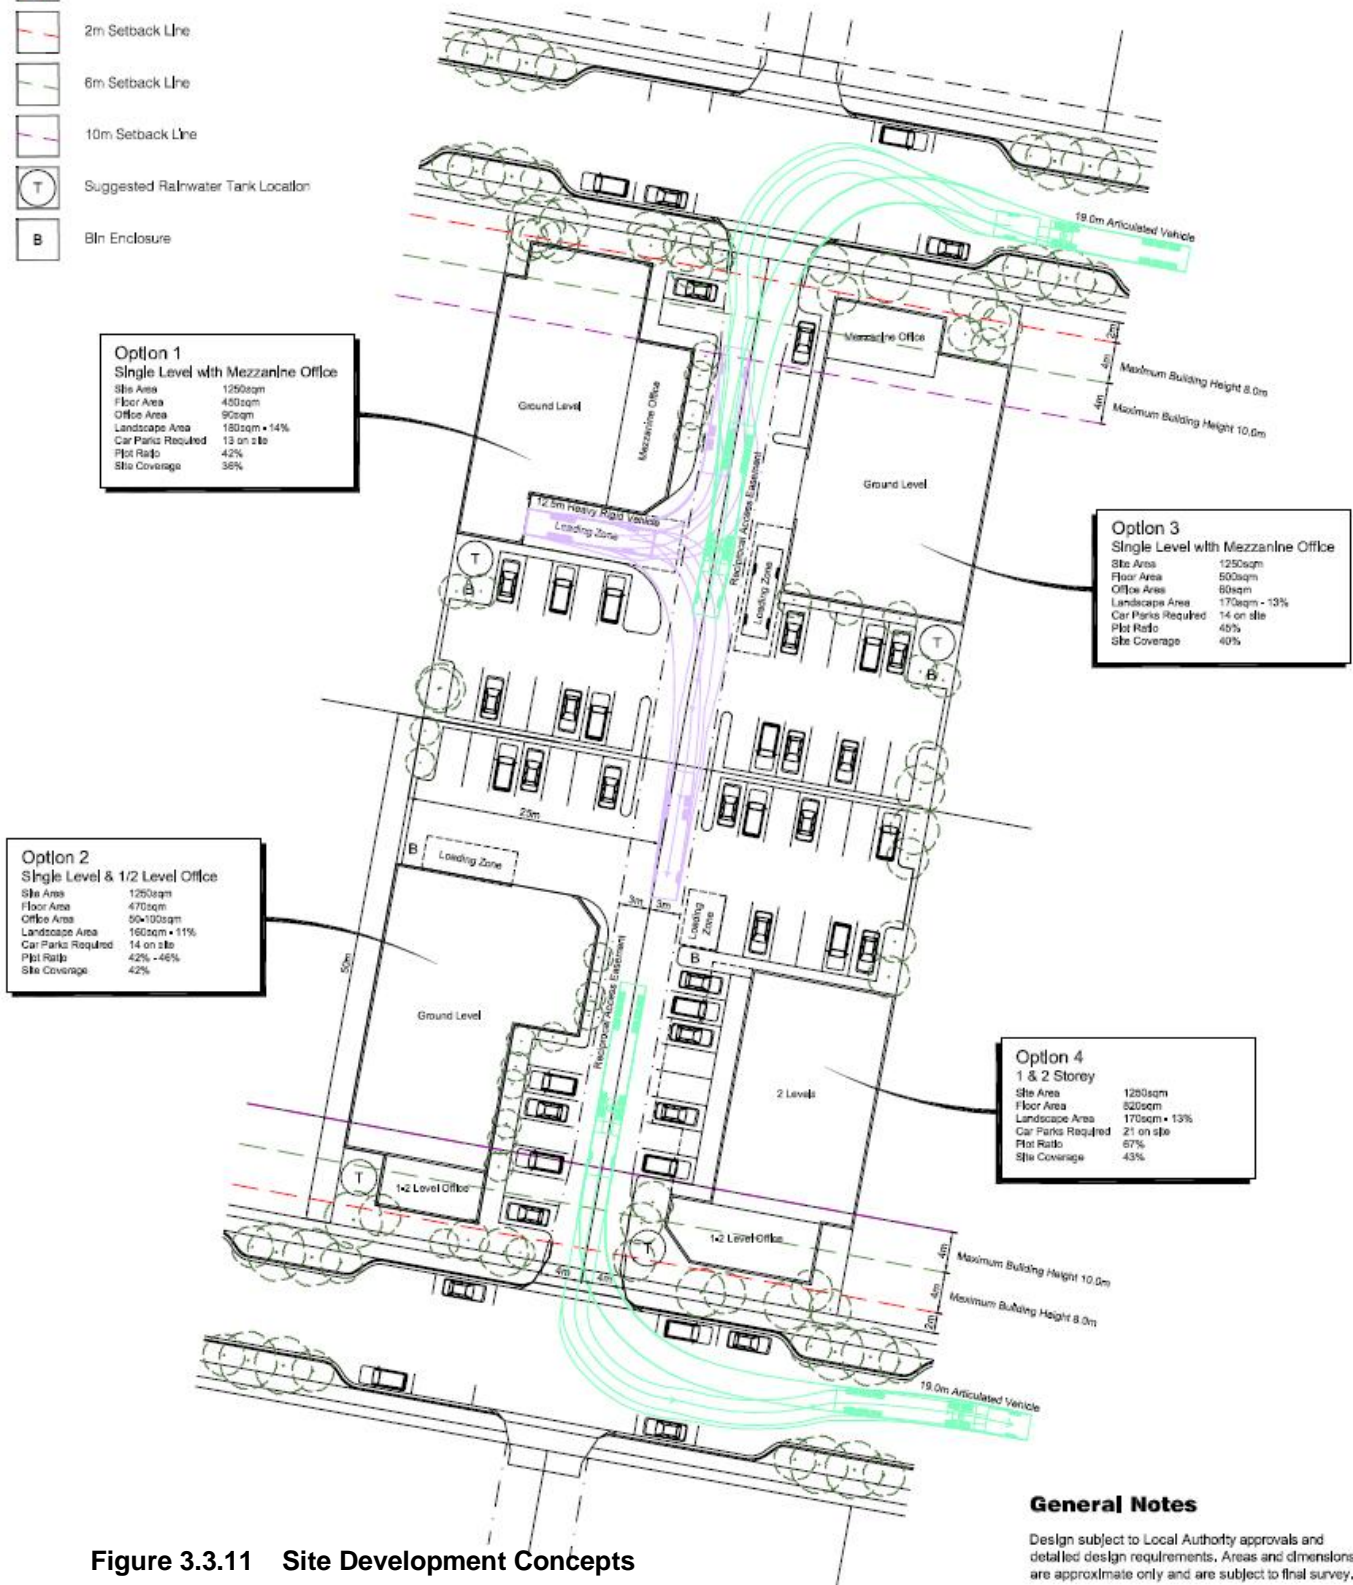 2m Setback Line
6m Setback Line
10m Setback Line
T
Suggested Rainwater Tank Location
B
Bin Enclosure
19.0m Articulated Vehicle
2m
4m
Maximum Building Height 8.0m
4m
Maximum Building Height 10.0m
Option 1
Single Level with Mezzanine Office
Site Area 1250sqm
Floor Area 450sqm
Office Area 90sqm
Landscape Area 180sqm - 14%
Car Parks Required 13 on site
Plot Ratio 42%
Site Coverage 36%
Mezzanine Office
Ground Level
Mezzanine Office
Ground Level
12.5m Heavy Rigid Vehicle
Loading Zone
Reciprocal Access Easement
Loading Zone
T
B
Option 3
Single Level with Mezzanine Office
Site Area 1250sqm
Floor Area 500sqm
Office Area 60sqm
Landscape Area 170sqm - 13%
Car Parks Required 14 on site
Plot Ratio 45%
Site Coverage 40%
T
B
25m
B
Loading Zone
Option 2
Single Level & 1/2 Level Office
Site Area 1250sqm
Floor Area 470sqm
Office Area 50-100sqm
Landscape Area 160sqm - 11%
Car Parks Required 14 on site
Plot Ratio 42% - 46%
Site Coverage 42%
3m
3m
Loading
Zone
B
50m
Reciprocal Access Easement
Ground Level
2 Levels
Option 4
1 & 2 Storey
Site Area 1250sqm
Floor Area 820sqm
Landscape Area 170sqm - 13%
Car Parks Required 21 on site
Plot Ratio 67%
Site Coverage 43%
T
1-2 Level Office
1-2 Level Office
T
4m
4m
4m
Maximum Building Height 10.0m
4m
Maximum Building Height 8.0m
2m
19.0m Articulated Vehicle
General Notes
Design subject to Local Authority approvals and
detailed design requirements. Areas and dimensions
are approximate only and are subject to final survey.
Figure 3.3.11 Site Development Concepts